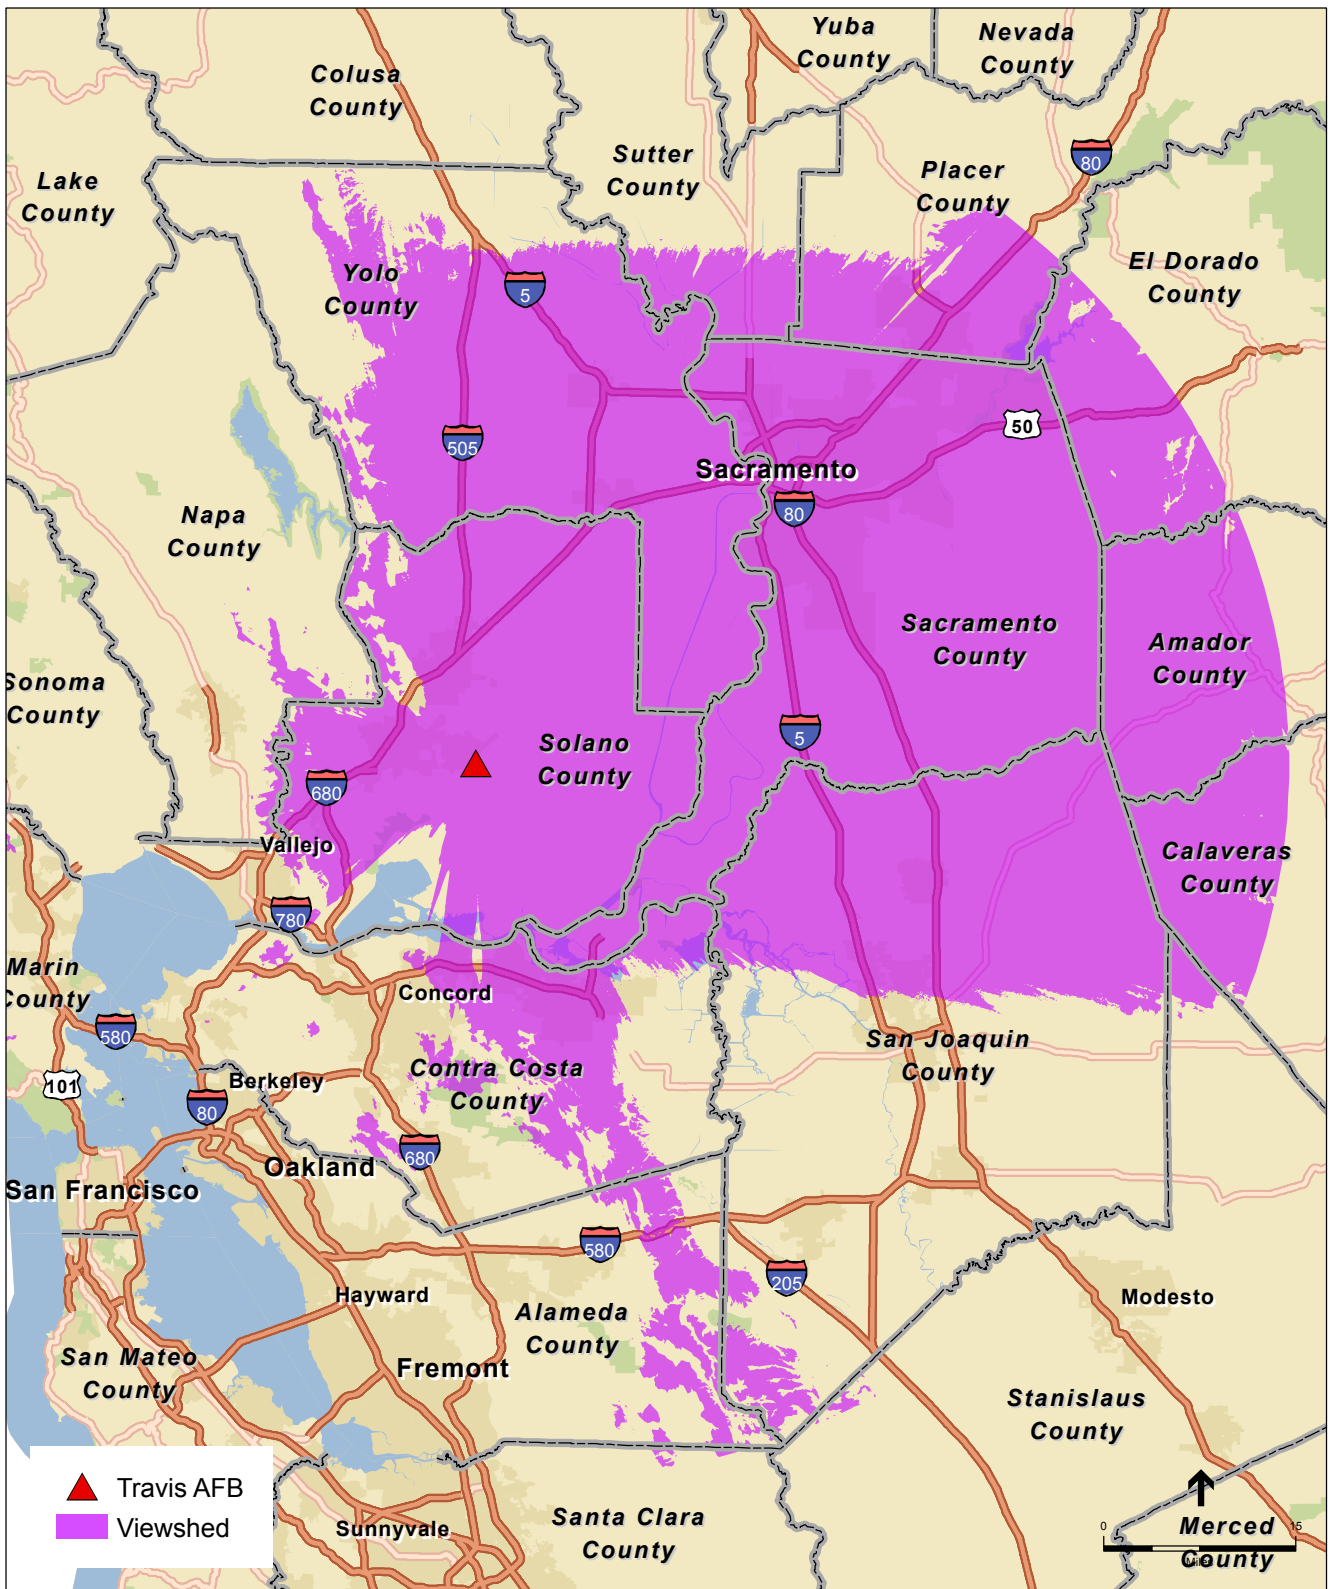 Yuba
County
Nevada
County
Colusa
County
80
Sutter
County
Placer
County
Lake
County
El Dorado
County
Yolo
County
5
505
50
Sacramento
80
Napa
County
Sacramento
County
Amador
County
Sonoma
County
Solano
County
5
680
Vallejo
Calaveras
County
780
Marin
County
Concord
580
San Joaquin
County
101
Berkeley
Contra Costa
County
80
680
Oakland
San Francisco
580
205
Hayward
Modesto
Alameda
County
San Mateo
County
Fremont
Stanislaus
County
Travis AFB
Viewshed
Sunnyvale
Santa Clara
County
0
15
Merced
County
Miles